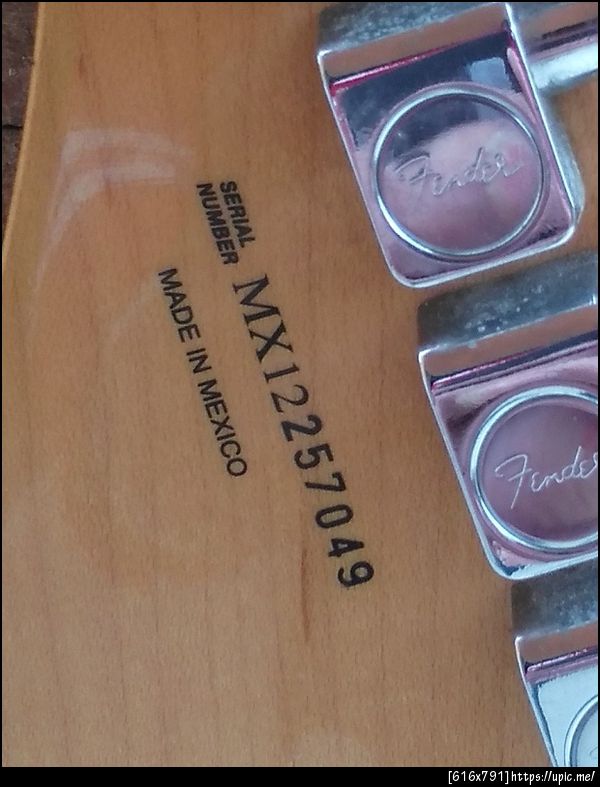 Fender
SERIAL
NUMBER
MX12257049
MADE IN MEXICO
Fender
[616x791]https://upic.me/